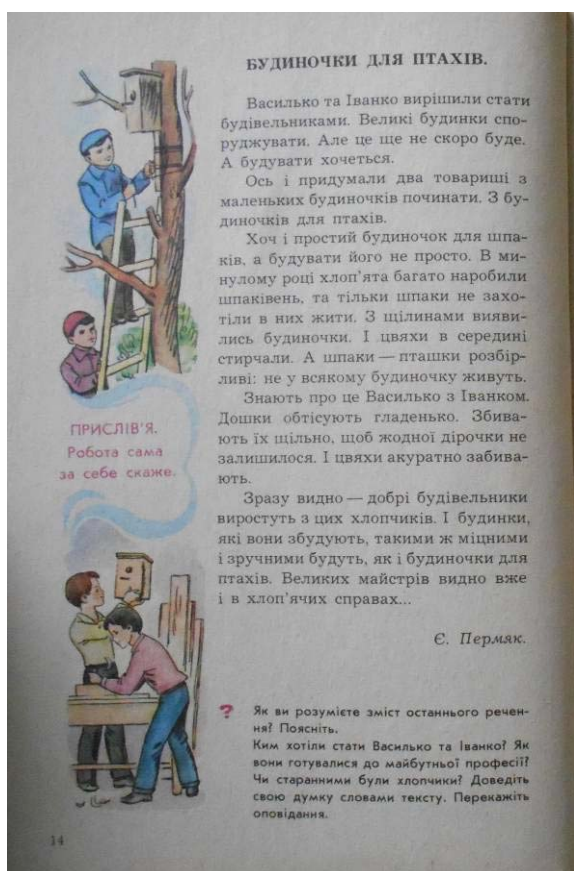 БУДИНОЧКИ ДЛЯ ПТАХІВ.
Василько та Іванко вирішили стати
будівельниками. Великі будинки спо-
руджувати. Але це ще не скоро буде.
А будувати хочеться.
Ось і придумали два товариші з
маленьких будиночків починати. З бу-
диночків для птахів.
Хоч і простий будиночок для шпа-
ків, а будувати його не просто. В ми-
нулому році хлоп'ята багато наробили
шпаківень, та тільки шпаки не захо-
тіли в них жити. З щілинами вияви-
лись будиночки. І цвяхи в середині
стирчали. А шпаки — пташки розбір-
ливі: не у всякому будиночку живуть.
Знають про це Василько з Іванком.
Дошки обтісують гладенько. Збива-
ють їх щільно, щоб жодної дірочки не
залишилося. І цвяхи акуратно забива-
ють.
Зразу видно — добрі будівельники
виростуть з цих хлопчиків. І будинки,
які вони збудують, такими ж міцними
і зручними будуть, як і будиночки для
птахів. Великих майстрів видно вже
і в хлоп'ячих справах...
Є. Пермяк.
ПРИСЛІВ'Я.
Робота сама
за себе скаже.
? Як ви розумієте зміст останнього речен-
ня? Поясніть.
Ким хотіли стати Василько та Іванко? Як
вони готувалися до майбутньої професії?
Чи старанними були хлопчики? Доведіть
свою думку словами тексту. Перекажіть
оповідання.
14